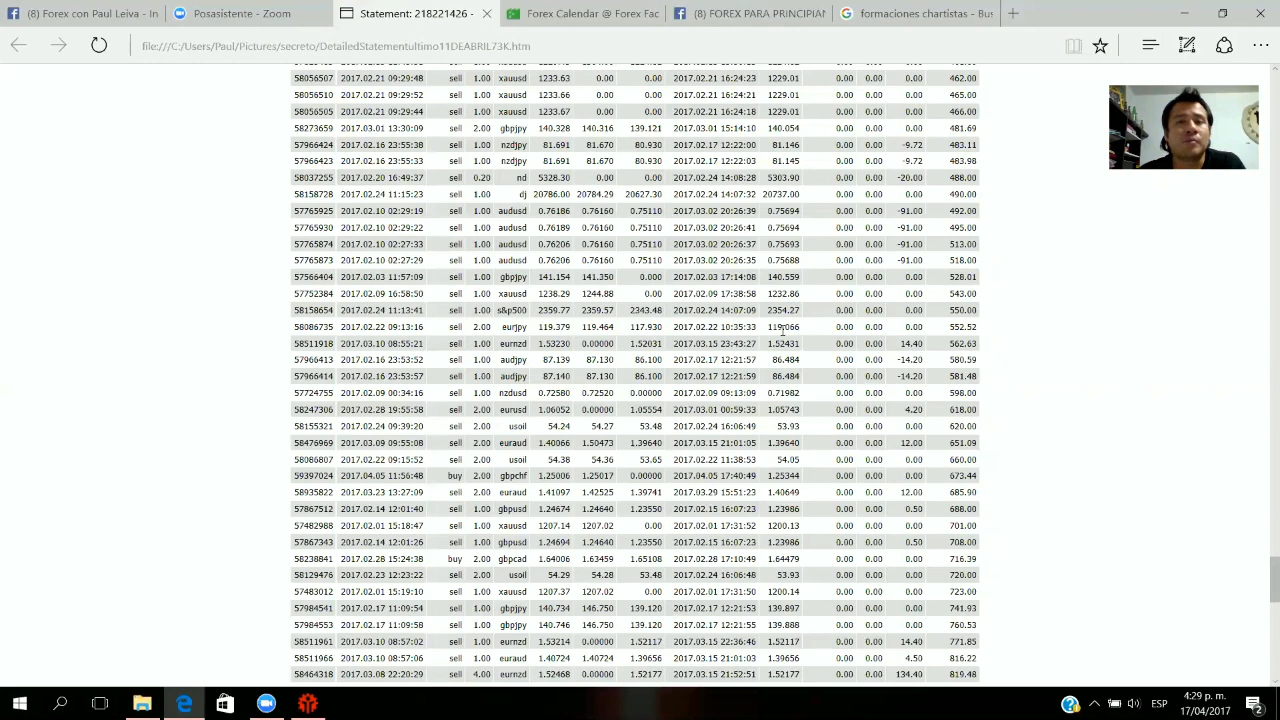 (8) Forex con Paul Leiva - In
Posasistente - Zoom
Statement: 218221426 -
Forex Calendar @ Forex Fac
(8) FOREX PARA PRINCIPIAN
formaciones chartistas - Bus
file:///C:/Users/Paul/Pictures/secreto/DetailedStatementultimo11DEABRIL73K.htm
58056507 2017.02.21 09:29:48 sell 1.00 xauusd 1233.63 0.00 0.00 2017.02.21 16:24:23 1229.01 0.00 0.00 0.00 462.00
58056510 2017.02.21 09:29:52 sell 1.00 xauusd 1233.66 0.00 0.00 2017.02.21 16:24:21 1229.01 0.00 0.00 0.00 465.00
58056505 2017.02.21 09:29:44 sell 1.00 xauusd 1233.67 0.00 0.00 2017.02.21 16:24:18 1229.01 0.00 0.00 0.00 466.00
58273659 2017.03.01 13:30:09 sell 2.00 gbpjpy 140.328 140.316 139.121 2017.03.01 15:14:10 140.054 0.00 0.00 0.00 481.69
57966424 2017.02.16 23:55:38 sell 1.00 nzdjpy 81.691 81.670 80.930 2017.02.17 12:22:00 81.146 0.00 0.00 -9.72 483.11
57966423 2017.02.16 23:55:33 sell 1.00 nzdjpy 81.691 81.670 80.930 2017.02.17 12:22:03 81.145 0.00 0.00 -9.72 483.98
58037255 2017.02.20 16:49:37 sell 0.20 nd 5328.30 0.00 0.00 2017.02.24 14:08:28 5303.90 0.00 0.00 -20.00 488.00
58158728 2017.02.24 11:15:23 sell 1.00 dj 20786.00 20784.29 20627.30 2017.02.24 14:07:32 20737.00 0.00 0.00 0.00 490.00
57765925 2017.02.10 02:29:19 sell 1.00 audusd 0.76186 0.76160 0.75110 2017.03.02 20:26:39 0.75694 0.00 0.00 -91.00 492.00
57765930 2017.02.10 02:29:22 sell 1.00 audusd 0.76189 0.76160 0.75110 2017.03.02 20:26:41 0.75694 0.00 0.00 -91.00 495.00
57765874 2017.02.10 02:27:33 sell 1.00 audusd 0.76206 0.76160 0.75110 2017.03.02 20:26:37 0.75693 0.00 0.00 -91.00 513.00
57765873 2017.02.10 02:27:29 sell 1.00 audusd 0.76206 0.76160 0.75110 2017.03.02 20:26:35 0.75688 0.00 0.00 -91.00 518.00
57566404 2017.02.03 11:57:09 sell 1.00 gbpjpy 141.154 141.350 0.000 2017.02.03 17:14:08 140.559 0.00 0.00 0.00 528.01
57752384 2017.02.09 16:58:50 sell 1.00 xauusd 1238.29 1244.88 0.00 2017.02.09 17:38:58 1232.86 0.00 0.00 0.00 543.00
58158654 2017.02.24 11:13:41 sell 1.00 s&p500 2359.77 2359.57 2343.48 2017.02.24 14:07:09 2354.27 0.00 0.00 0.00 550.00
58086735 2017.02.22 09:13:16 sell 2.00 eurjpy 119.379 119.464 117.930 2017.02.22 10:35:33 119.066 0.00 0.00 0.00 552.52
58511918 2017.03.10 08:55:21 sell 1.00 eurnzd 1.53230 0.00000 1.52031 2017.03.15 23:43:27 1.52431 0.00 0.00 14.40 562.63
57966413 2017.02.16 23:53:52 sell 1.00 audjpy 87.139 87.130 86.100 2017.02.17 12:21:57 86.484 0.00 0.00 -14.20 580.59
57966414 2017.02.16 23:53:57 sell 1.00 audjpy 87.140 87.130 86.100 2017.02.17 12:21:59 86.484 0.00 0.00 -14.20 581.48
57724755 2017.02.09 00:34:16 sell 1.00 nzdusd 0.72580 0.72520 0.00000 2017.02.09 09:13:09 0.71982 0.00 0.00 0.00 598.00
58247306 2017.02.28 19:55:58 sell 2.00 eurusd 1.06052 0.00000 1.05554 2017.03.01 00:59:33 1.05743 0.00 0.00 4.20 618.00
58155321 2017.02.24 09:39:20 sell 2.00 usoil 54.24 54.27 53.48 2017.02.24 16:06:49 53.93 0.00 0.00 0.00 620.00
58476969 2017.03.09 09:55:08 sell 2.00 euraud 1.40066 1.50473 1.39640 2017.03.15 21:01:05 1.39640 0.00 0.00 12.00 651.09
58086807 2017.02.22 09:15:52 sell 2.00 usoil 54.38 54.36 53.65 2017.02.22 11:38:53 54.05 0.00 0.00 0.00 660.00
59397024 2017.04.05 11:56:48 buy 2.00 gbpchf 1.25006 1.25017 0.00000 2017.04.05 17:40:49 1.25344 0.00 0.00 0.00 673.44
58935822 2017.03.23 13:27:09 sell 2.00 euraud 1.41097 1.42525 1.39741 2017.03.29 15:51:23 1.40649 0.00 0.00 12.00 685.90
57867512 2017.02.14 12:01:40 sell 1.00 gbpusd 1.24674 1.24640 1.23550 2017.02.15 16:07:23 1.23986 0.00 0.00 0.50 688.00
57482988 2017.02.01 15:18:47 sell 1.00 xauusd 1207.14 1207.02 0.00 2017.02.01 17:31:52 1200.13 0.00 0.00 0.00 701.00
57867343 2017.02.14 12:01:26 sell 1.00 gbpusd 1.24694 1.24640 1.23550 2017.02.15 16:07:23 1.23986 0.00 0.00 0.50 708.00
58238841 2017.02.28 15:24:38 buy 2.00 gbpcad 1.64006 1.63459 1.65108 2017.02.28 17:10:49 1.64479 0.00 0.00 0.00 716.39
58129476 2017.02.23 12:23:22 sell 2.00 usoil 54.29 54.28 53.48 2017.02.24 16:06:48 53.93 0.00 0.00 0.00 720.00
57483012 2017.02.01 15:19:10 sell 1.00 xauusd 1207.37 1207.02 0.00 2017.02.01 17:31:50 1200.14 0.00 0.00 0.00 723.00
57984541 2017.02.17 11:09:54 sell 1.00 gbpjpy 140.734 146.750 139.120 2017.02.17 12:21:53 139.897 0.00 0.00 0.00 741.93
57984553 2017.02.17 11:09:58 sell 1.00 gbpjpy 140.746 146.750 139.120 2017.02.17 12:21:55 139.888 0.00 0.00 0.00 760.53
58511961 2017.03.10 08:57:02 sell 1.00 eurnzd 1.53214 0.00000 1.52117 2017.03.15 22:36:46 1.52117 0.00 0.00 14.40 771.85
58511966 2017.03.10 08:57:06 sell 1.00 euraud 1.40724 1.40724 1.39656 2017.03.15 21:01:03 1.39656 0.00 0.00 4.50 816.22
58464318 2017.03.08 22:20:29 sell 4.00 eurnzd 1.52468 0.00000 1.52177 2017.03.15 21:52:51 1.52177 0.00 0.00 134.40 819.48
ESP
4:29 p. m.
17/04/2017
2